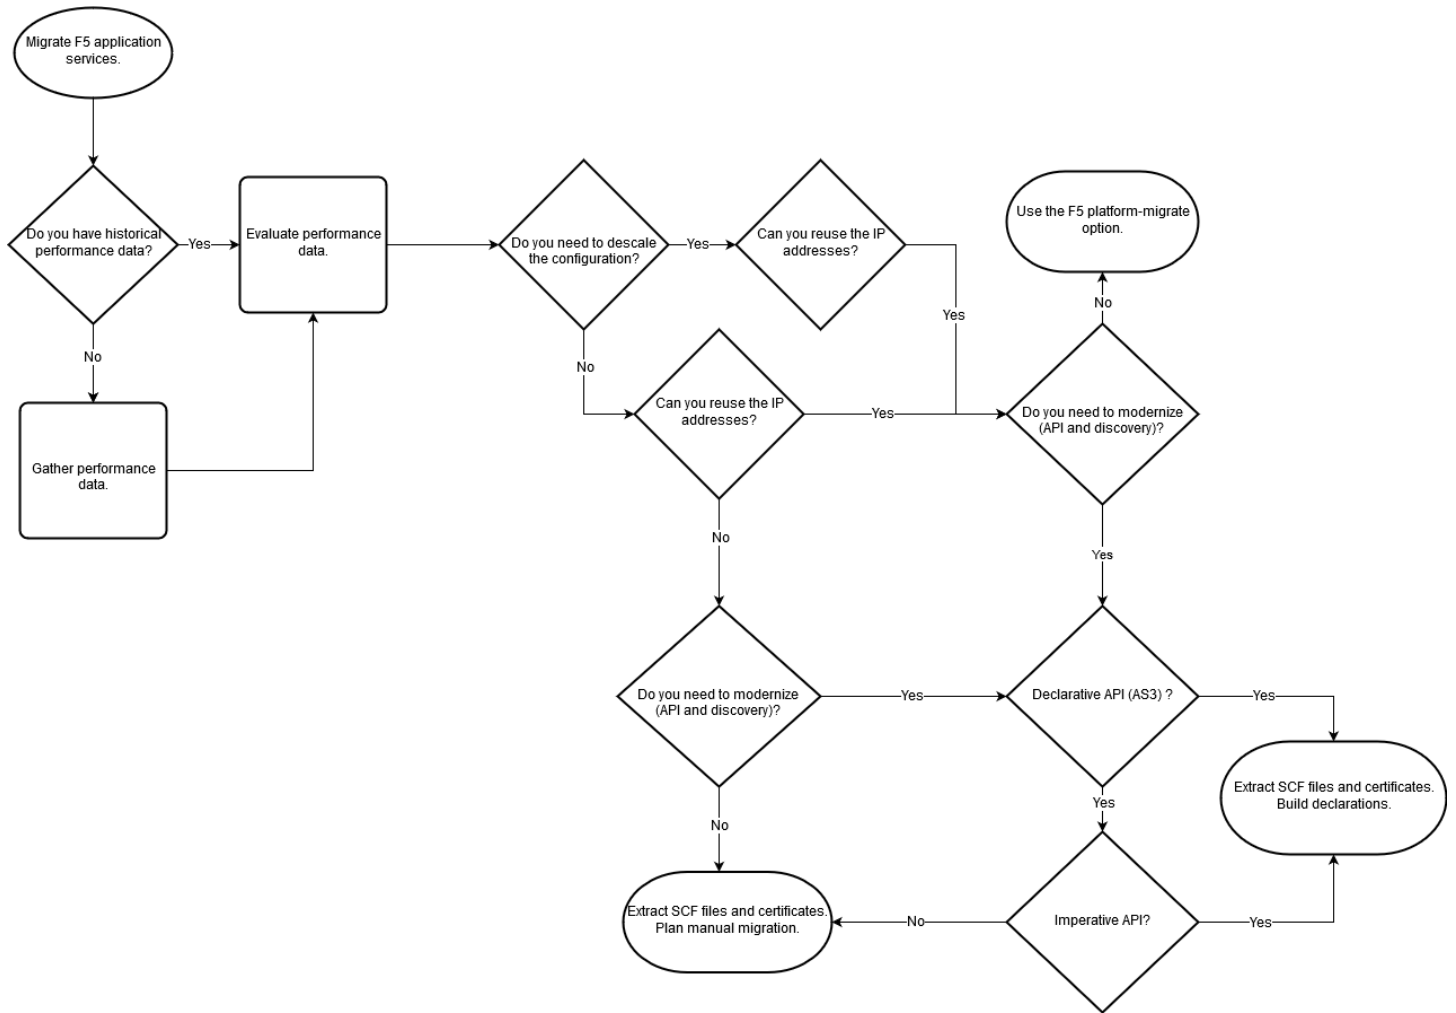 Migrate F5 application
services.
Do you have historical
performance data?
Yes
Evaluate performance
data.
Do you need to descale
the configuration?
Yes
Can you reuse the IP
addresses?
Yes
Use the F5 platform-migrate
option.
No
No
Gather performance
data.
No
Can you reuse the IP
addresses?
Yes
Do you need to modernize
(API and discovery)?
No
Yes
Do you need to modernize
(API and discovery)?
Yes
Declarative API (AS3) ?
Yes
Extract SCF files and certificates.
Build declarations.
No
Yes
Extract SCF files and certificates.
Plan manual migration.
No
Imperative API?
Yes